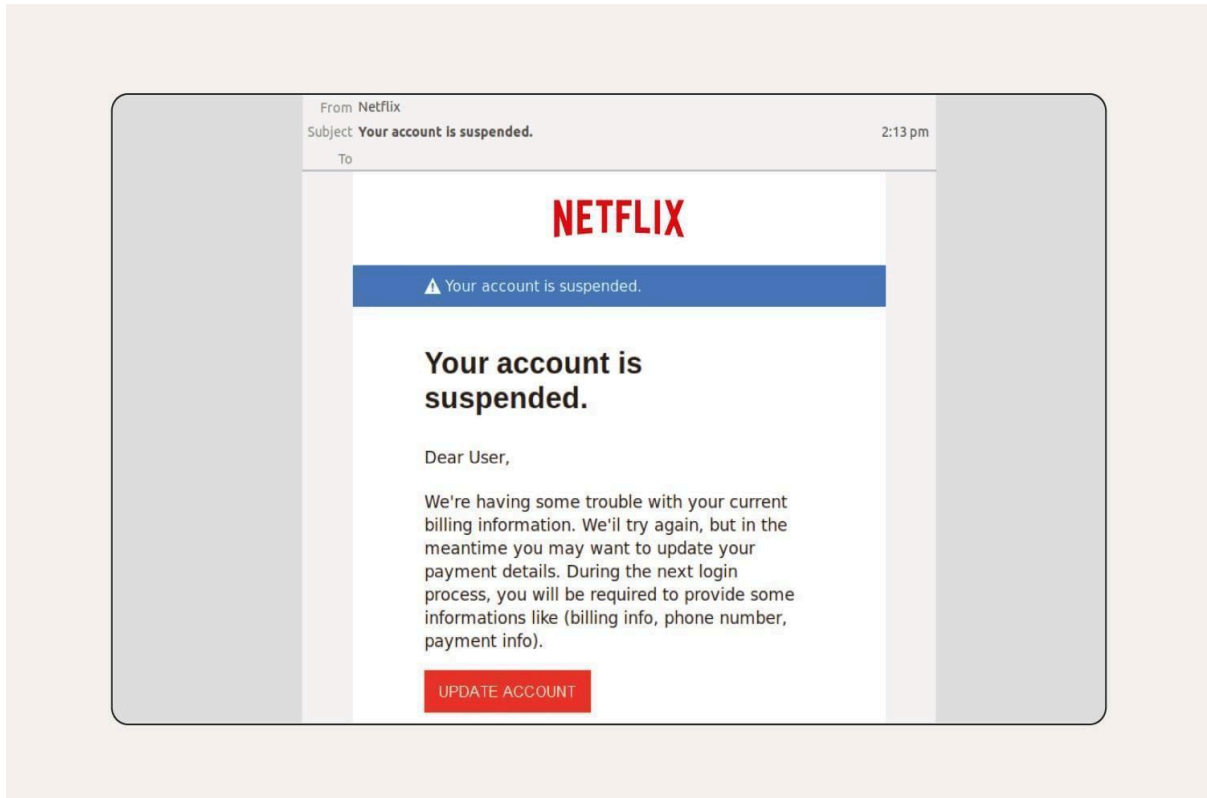 From Netflix
Subject Your account is suspended. 2:13 pm
To
NETFLIX
Your account is suspended.
Your account is
suspended.
Dear User,
We're having some trouble with your current
billing information. We'il try again, but in the
meantime you may want to update your
payment details. During the next login
process, you will be required to provide some
informations like (billing info, phone number,
payment info).
UPDATE ACCOUNT